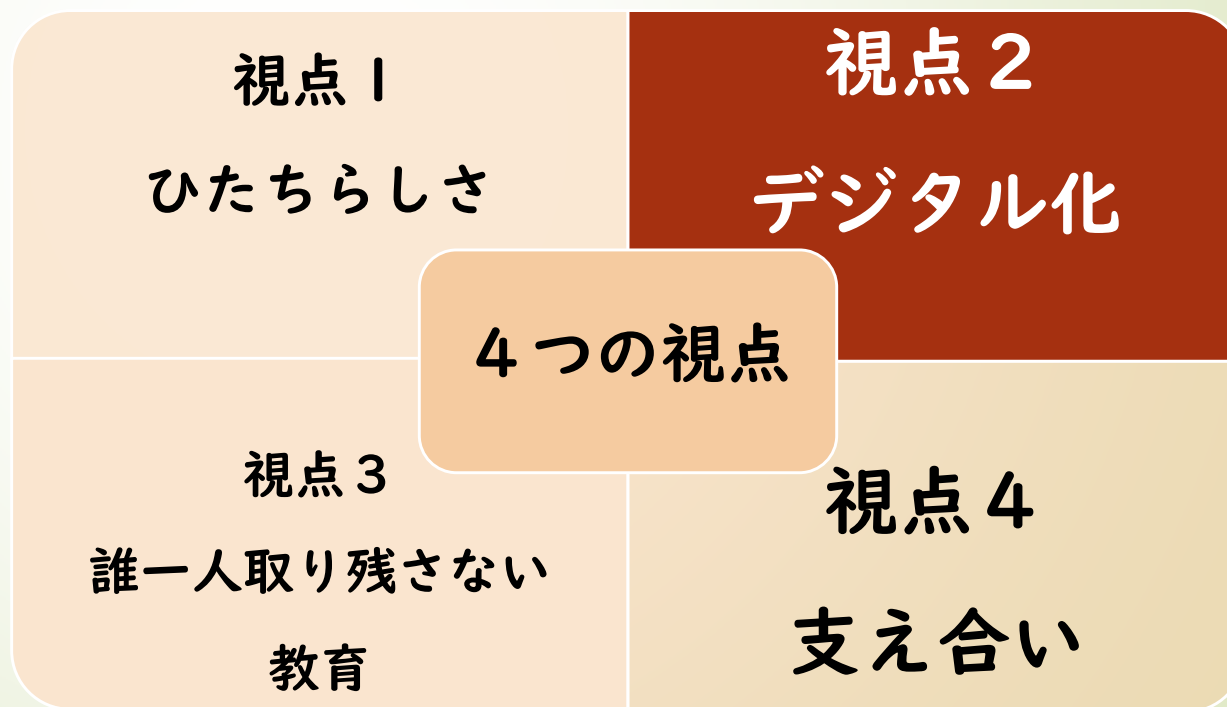 視点１
ひたちらしさ
視点２
デジタル化
４つの視点
視点３
誰一人取り残さない
教育
視点４
支え合い